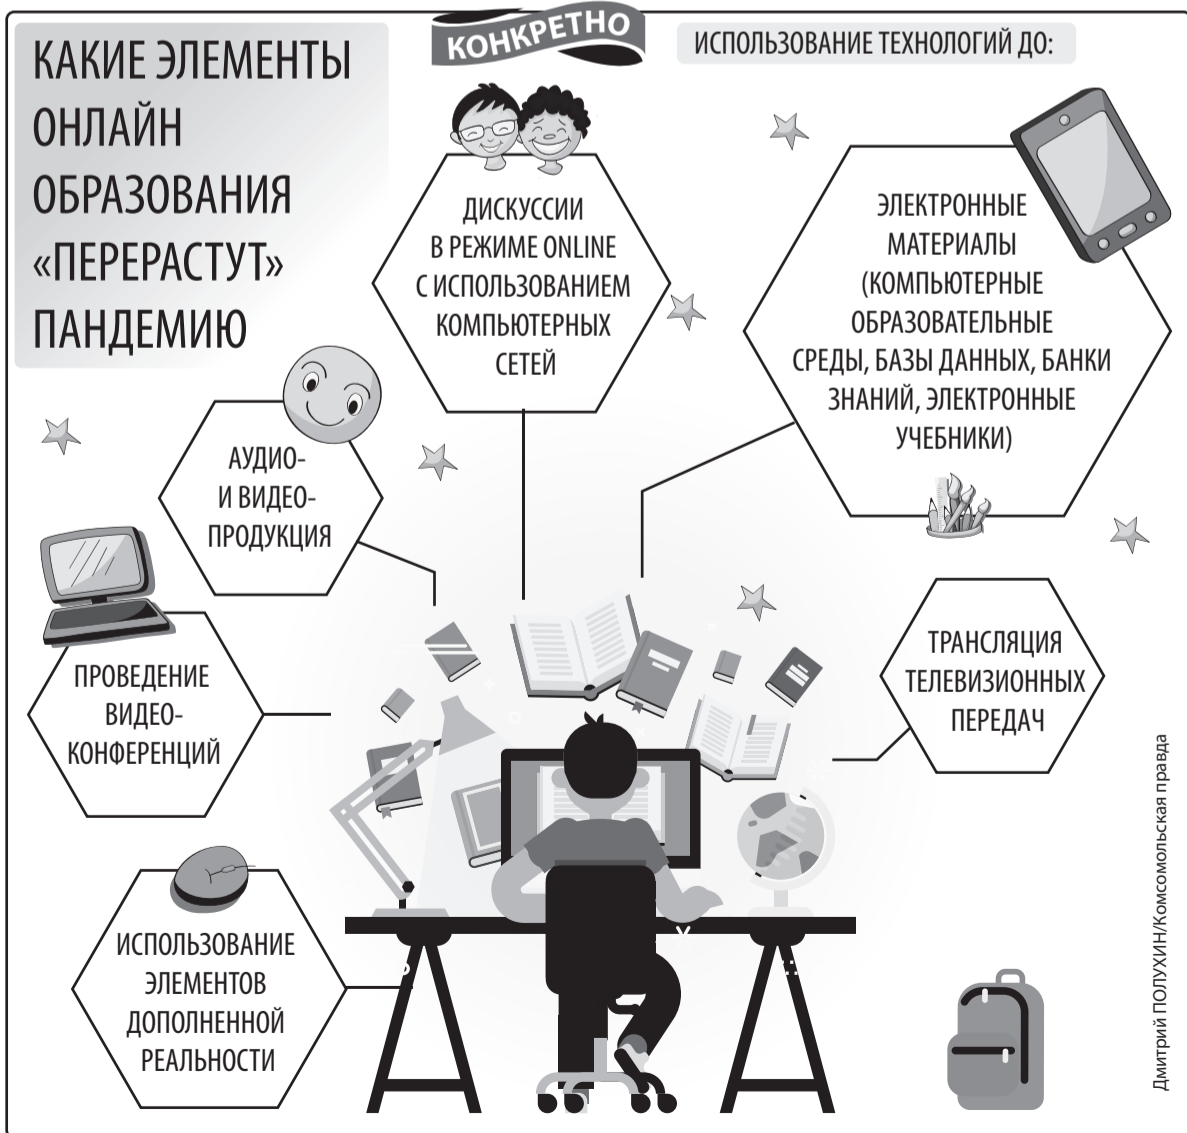 КОНКРЕТНО
КАКИЕ ЭЛЕМЕНТЫ
ОНЛАЙН
ОБРАЗОВАНИЯ
«ПЕРЕРАСТУТ»
ПАНДЕМИЮ
ИСПОЛЬЗОВАНИЕ ТЕХНОЛОГИЙ ДО:
ДИСКУССИИ
В РЕЖИМЕ ONLINE
С ИСПОЛЬЗОВАНИЕМ
КОМПЬЮТЕРНЫХ
СЕТЕЙ
ЭЛЕКТРОННЫЕ
МАТЕРИАЛЫ
(КОМПЬЮТЕРНЫЕ
ОБРАЗОВАТЕЛЬНЫЕ
СРЕДЫ, БАЗЫ ДАННЫХ, БАНКИ
ЗНАНИЙ, ЭЛЕКТРОННЫЕ
УЧЕБНИКИ)
АУДИО-
И ВИДЕО-
ПРОДУКЦИЯ
ПРОВЕДЕНИЕ
ВИДЕО-
КОНФЕРЕНЦИЙ
ТРАНСЛЯЦИЯ
ТЕЛЕВИЗИОННЫХ
ПЕРЕДАЧ
ИСПОЛЬЗОВАНИЕ
ЭЛЕМЕНТОВ
ДОПОЛНЕННОЙ
РЕАЛЬНОСТИ
Дмитрий ПОЛУХИН/Комсомольская правда